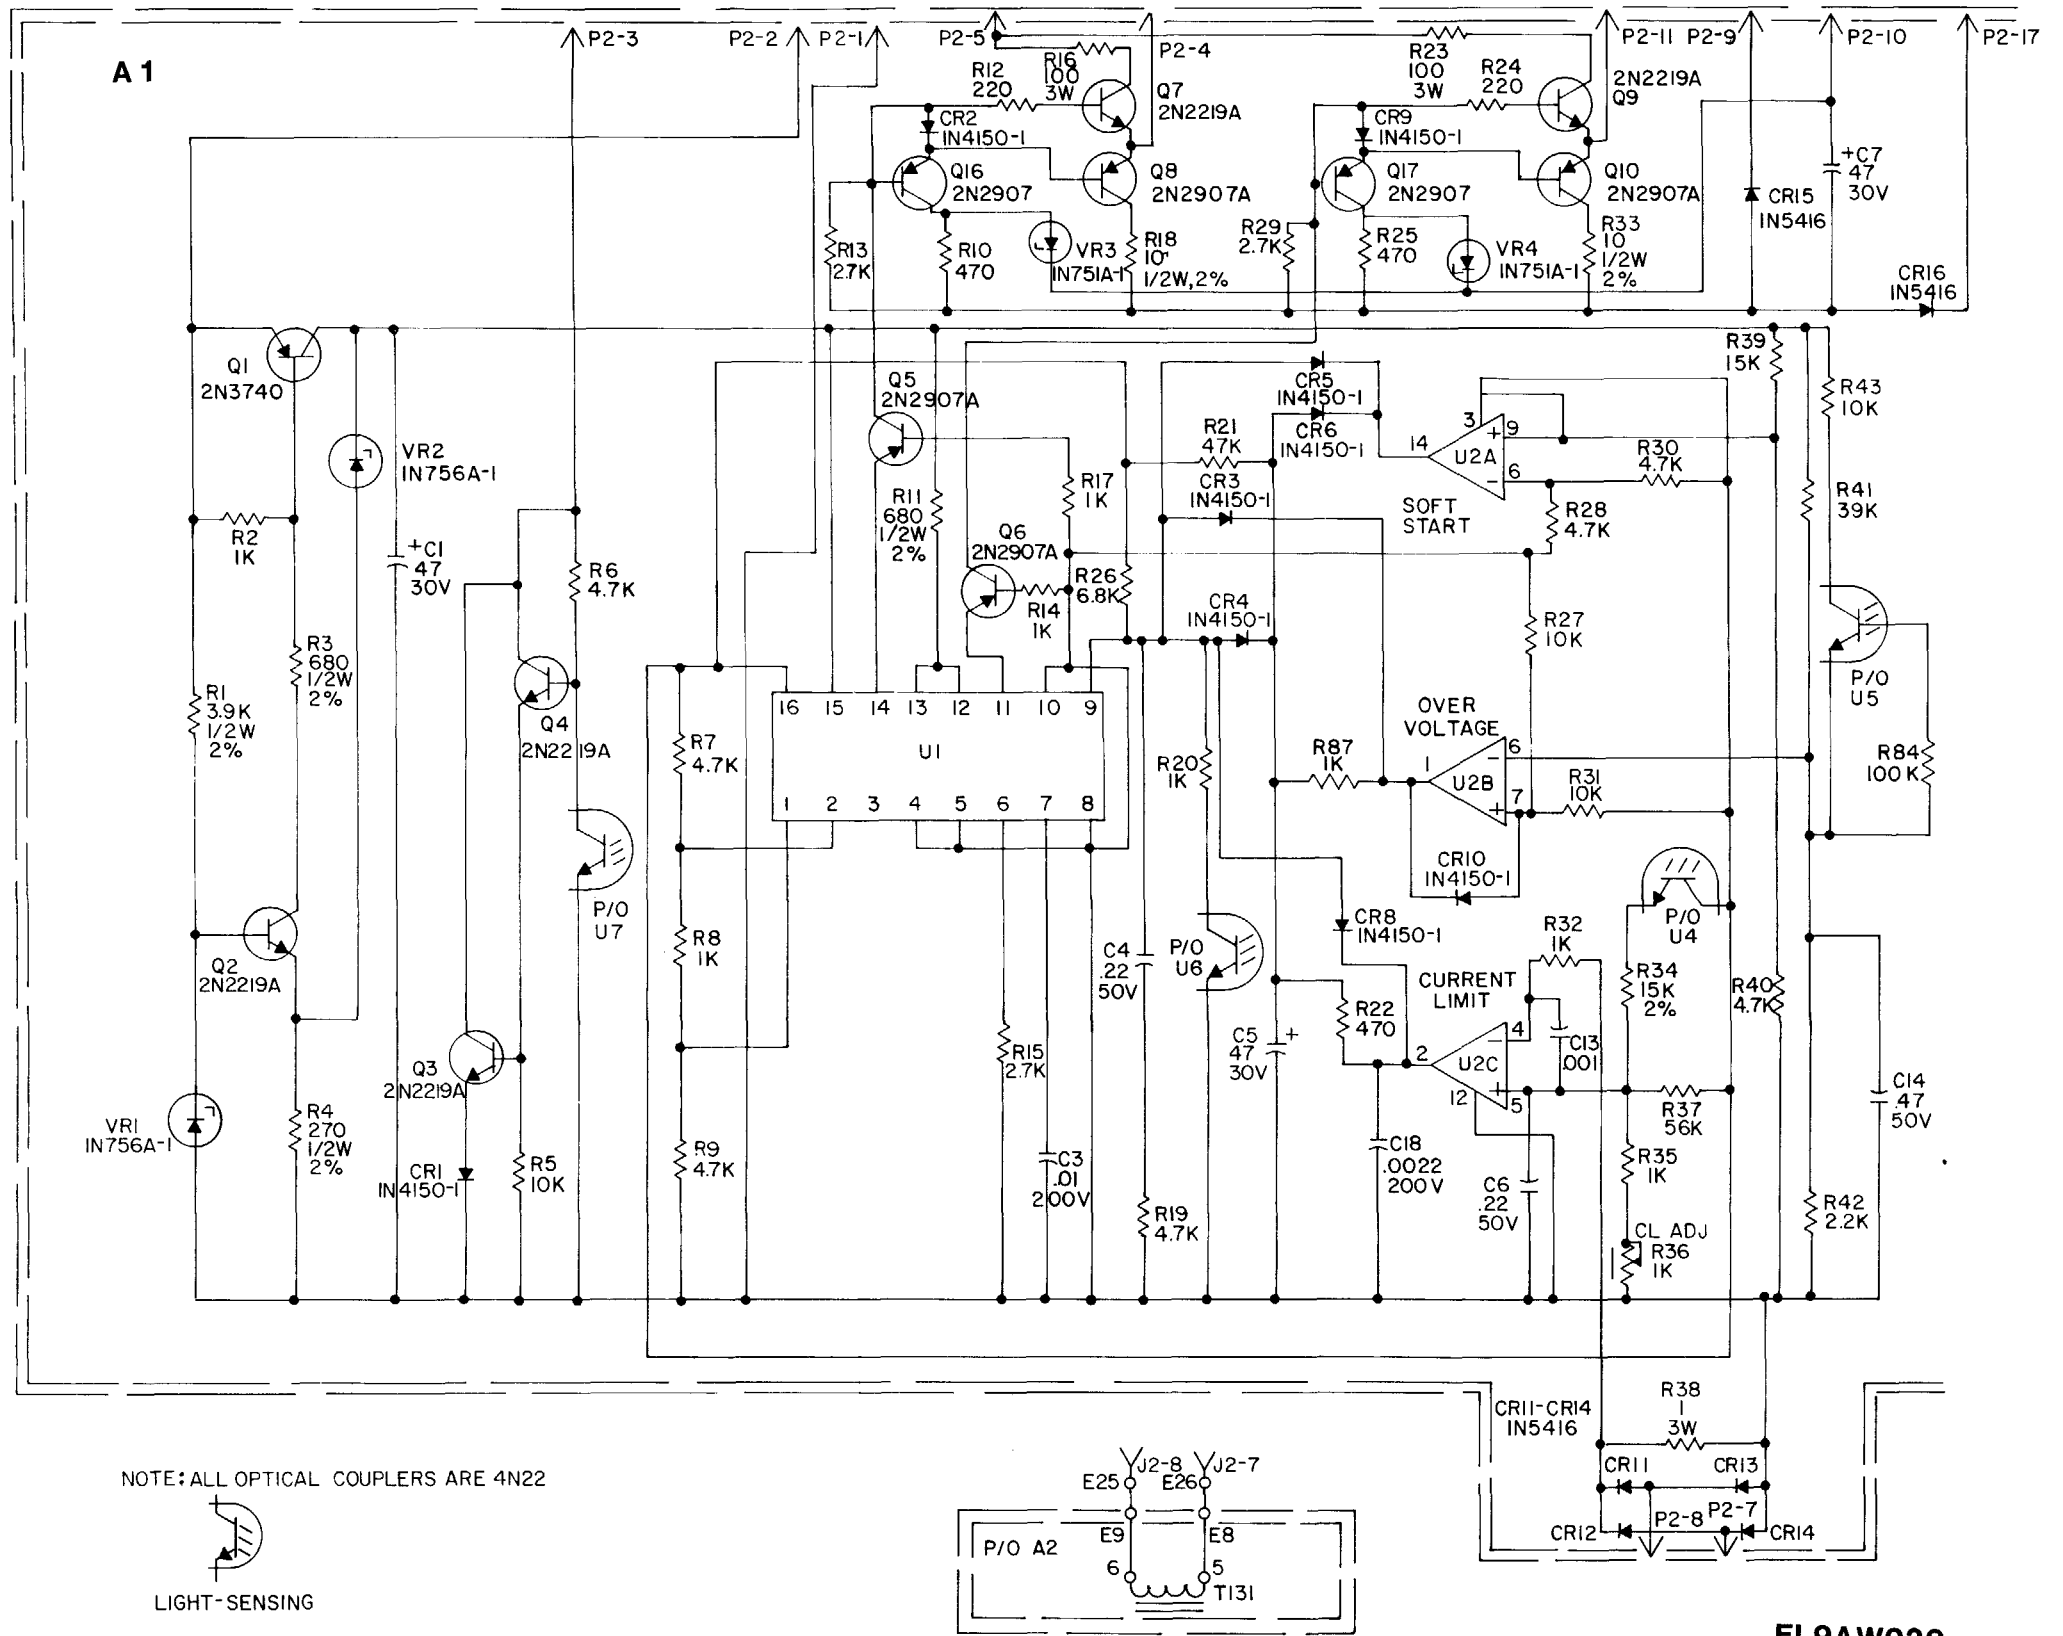 A1
P2-3
P2-2
P2-1
P2-5
P2-4
P2-11
P2-9
P2-10
P2-17
R12
220
R16
100
3W
Q7
2N2219A
R23
100
3W
R24
220
2N2219A
Q9
CR2
IN4150-1
CR9
IN4150-1
Q16
2N2907
Q8
2N2907A
Q17
2N2907
Q10
2N2907A
+C7
47
30V
CR15
IN5416
R13
2.7K
R10
470
VR3
IN751A-1
R18
10
1/2W,2%
R29
2.7K
R25
470
VR4
IN751A-1
R33
10
1/2W
2%
CR16
IN5416
Q1
2N3740
Q5
2N2907A
CR5
IN4150-1
CR6
IN4150-1
R39
15K
R43
10K
VR2
IN756A-1
R21
47K
CR3
IN4150-1
3
14
+9
U2A
-6
SOFT
START
R30
4.7K
R28
4.7K
R41
39K
R17
1K
R11
680
1/2W
2%
R2
1K
+C1
47
30V
R6
4.7K
Q6
2N2907A
R14
1K
R26
6.8K
CR4
IN4150-1
R27
10K
P/O
U5
R84
100K
R3
680
1/2W
2%
R1
3.9K
1/2W
2%
Q4
2N2219A
R7
4.7K
16 15 14 13 12 11 10 9
U1
1 2 3 4 5 6 7 8
R20
1K
R87
1K
OVER
VOLTAGE
1
-6
U2B
+7
R31
10K
CR10
IN4150-1
P/O
U7
R8
1K
P/O
U4
Q2
2N2219A
C4
.22
50V
P/O
U6
CR8
IN4150-1
R32
1K
CURRENT
LIMIT
R34
15K
2%
R40
4.7K
R22
470
C5 +
47
30V
2
-4
U2C
+5
12
C13
.001
R37
56K
C14
.47
50V
Q3
2N2219A
R15
2.7K
VR1
IN756A-1
R4
270
1/2W
2%
CR1
IN4150-1
R5
10K
R9
4.7K
C3
.01
200V
R19
4.7K
C18
.0022
200V
C6
.22
50V
R35
1K
CL ADJ
R36
1K
R42
2.2K
CR11-CR14
IN5416
R38
1
3W
CR11
CR13
CR12
P2-8
P2-7
CR14
NOTE: ALL OPTICAL COUPLERS ARE 4N22
LIGHT-SENSING
J2-8
J2-7
E25
E26
E9
E8
P/O A2
6
5
T131